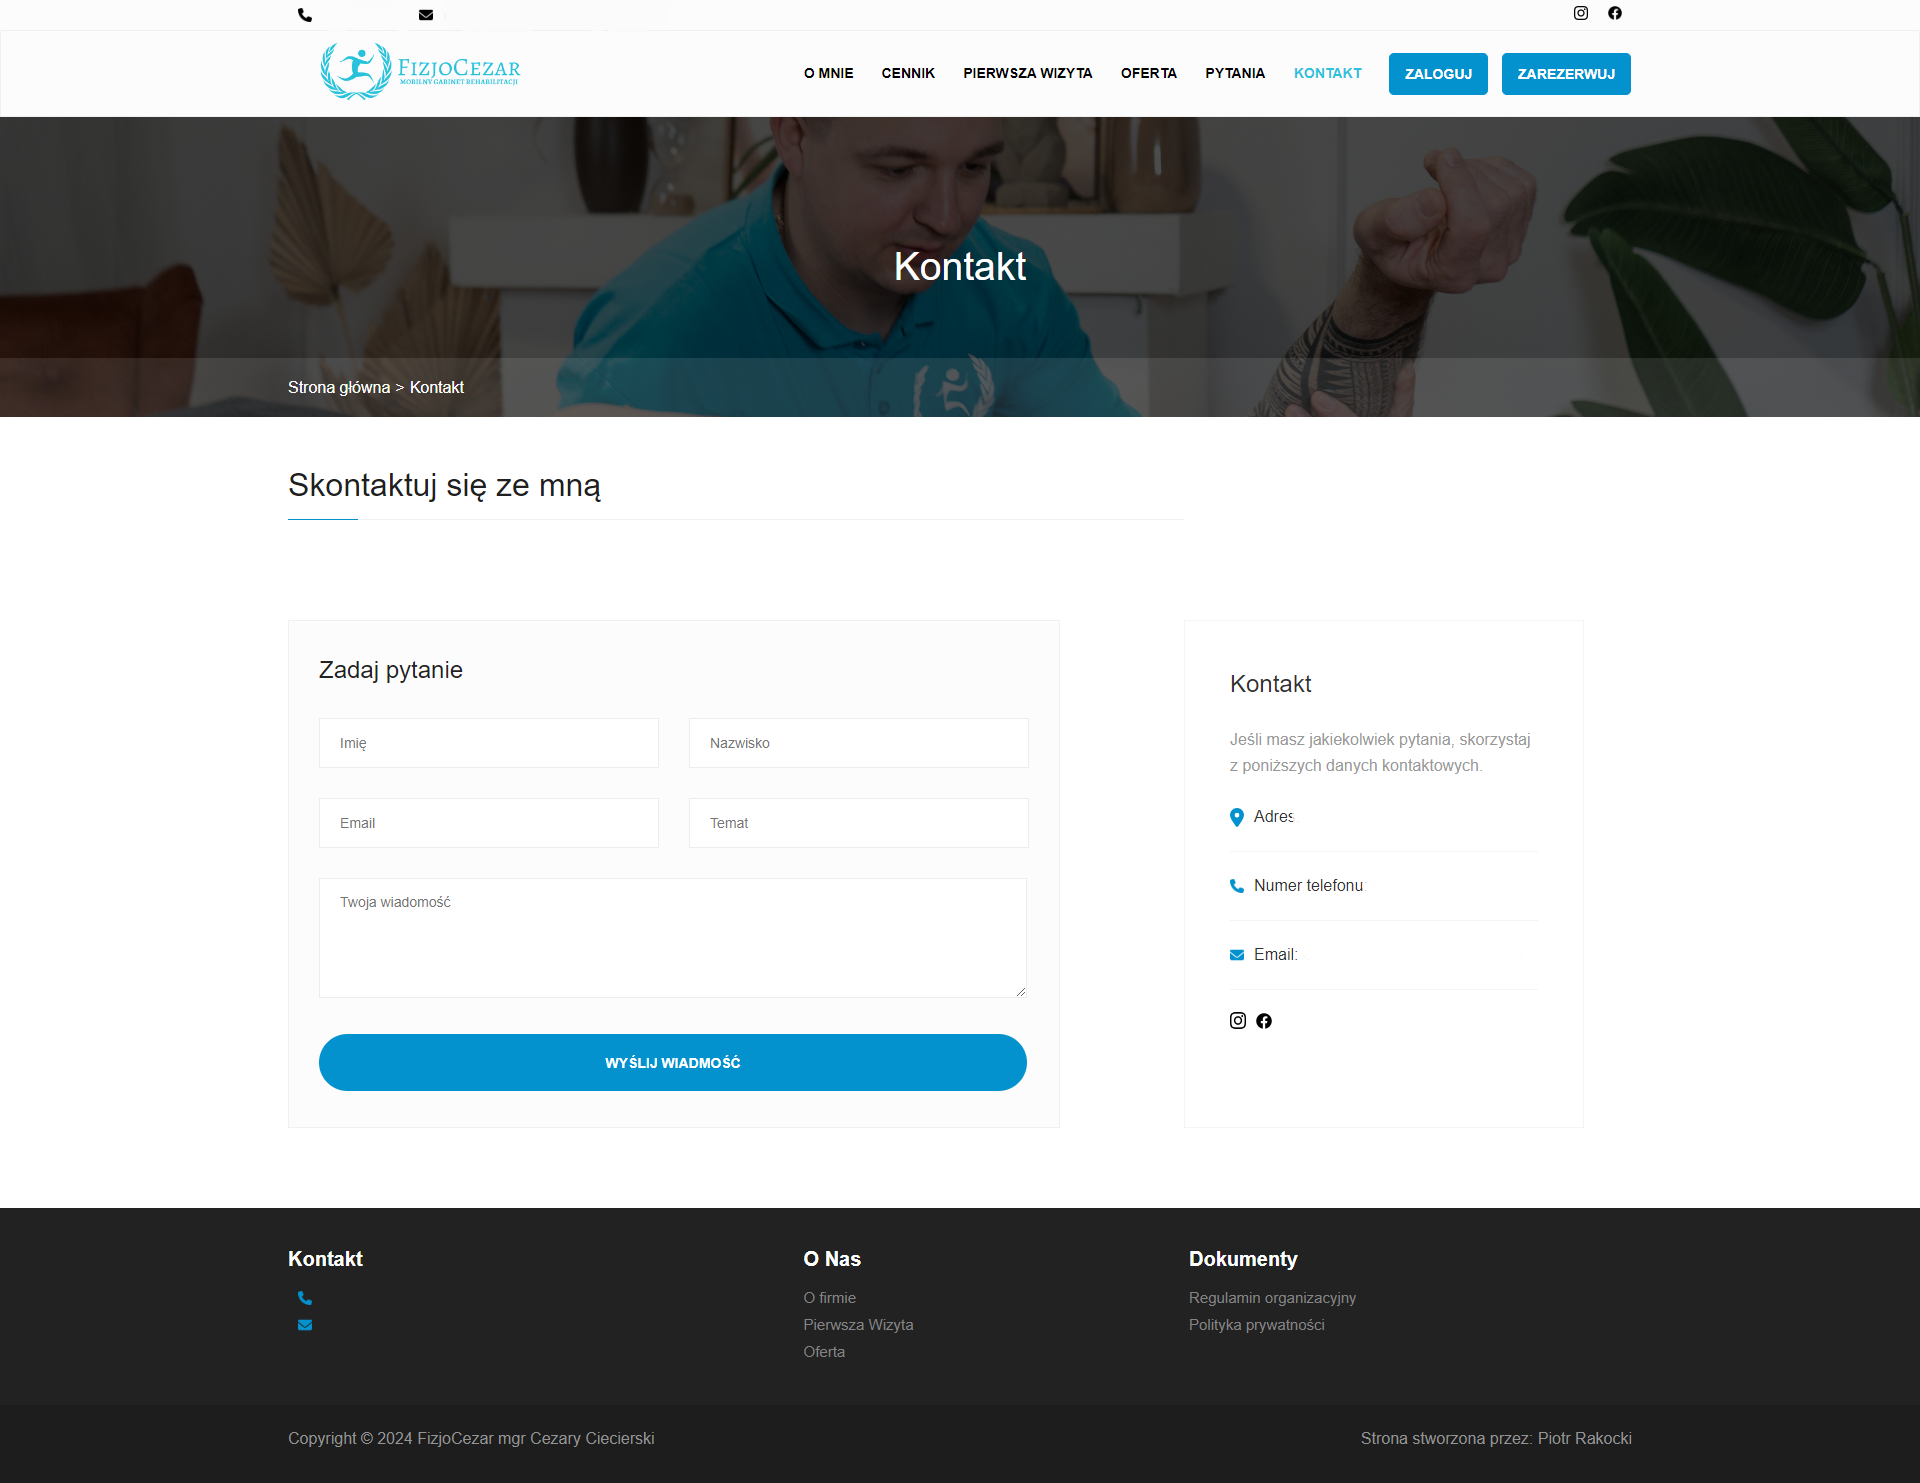 FIZJOCEZAR
MOBILNY GABINET REHABILITACJI
O MNIE
CENNIK
PIERWSZA WIZYTA
OFERTA
PYTANIA
KONTAKT
ZALOGUJ
ZAREZERWUJ
Kontakt
Strona główna > Kontakt
Skontaktuj się ze mną
Zadaj pytanie
Imię
Nazwisko
Email
Temat
Twoja wiadomość
WYŚLIJ WIADMOŚĆ
Kontakt
Jeśli masz jakiekolwiek pytania, skorzystaj
z poniższych danych kontaktowych.
Adres
Numer telefonu
Email:
Kontakt
O Nas
O firmie
Pierwsza Wizyta
Oferta
Dokumenty
Regulamin organizacyjny
Polityka prywatności
Copyright © 2024 FizjoCezar mgr Cezary Ciecierski
Strona stworzona przez: Piotr Rakocki